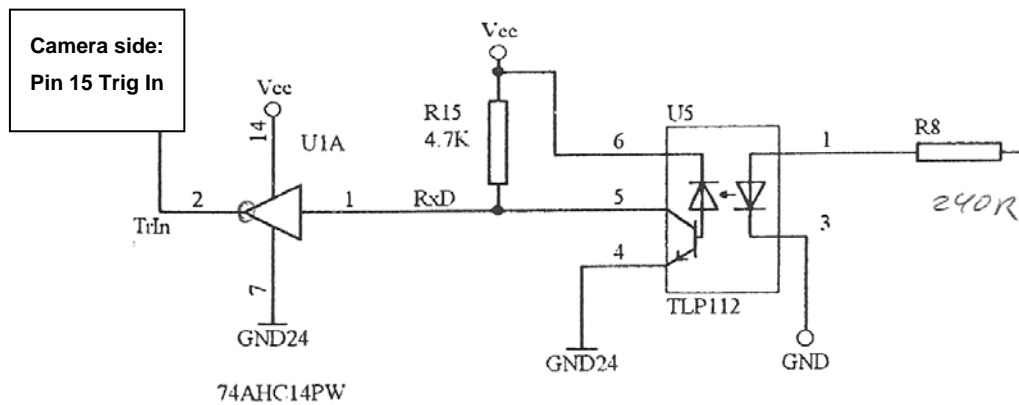 Camera side:
Pin 15 Trig In
Vcc
Vcc
14
U1A
R15
4.7K
U5
6
1
R8
2
TrIn
1
RxD
5
240R
3
4
7
GND24
GND24
TLP112
GND
74AHC14PW